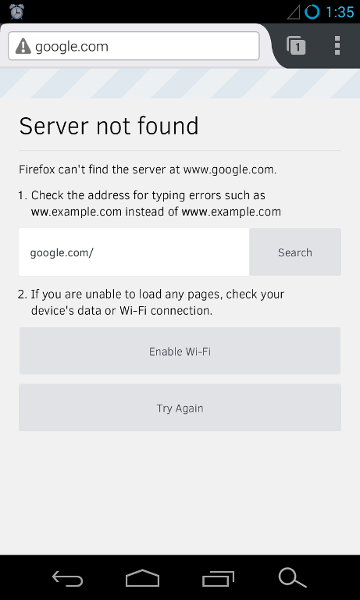 1:35
google.com
1
Server not found
Firefox can't find the server at www.google.com.
1. Check the address for typing errors such as
ww.example.com instead of www.example.com
google.com/
Search
2. If you are unable to load any pages, check your
device's data or Wi-Fi connection.
Enable Wi-Fi
Try Again